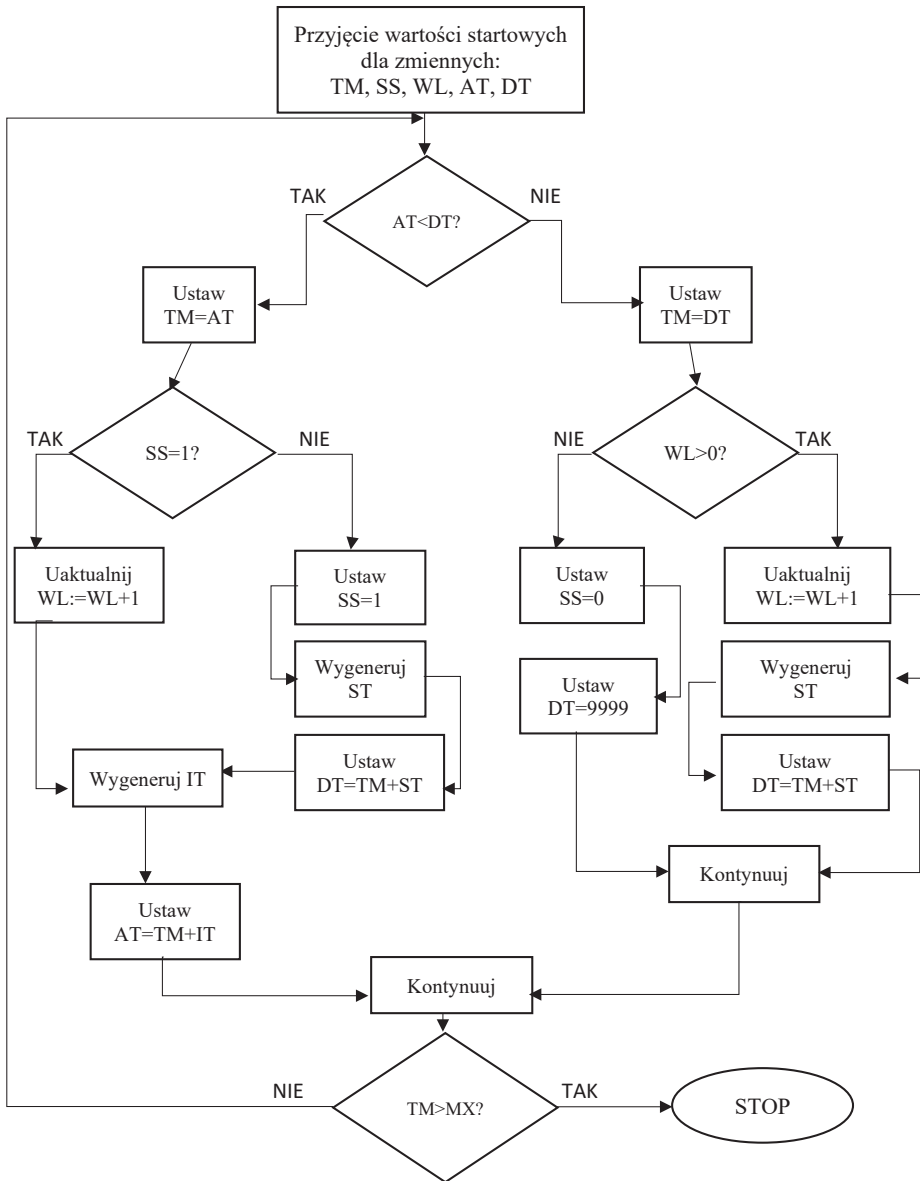 Przyjęcie wartości startowych
dla zmiennych:
TM, SS, WL, AT, DT
TAK
NIE
AT<DT?
Ustaw
TM=AT
Ustaw
TM=DT
TAK
NIE
SS=1?
NIE
TAK
WL>0?
Uaktualnij
WL:=WL+1
Ustaw
SS=1
Ustaw
SS=0
Uaktualnij
WL:=WL+1
Wygeneruj
ST
Ustaw
DT=9999
Wygeneruj
ST
Wygeneruj IT
Ustaw
DT=TM+ST
Ustaw
DT=TM+ST
Kontynuuj
Ustaw
AT=TM+IT
Kontynuuj
NIE
TAK
TM>MX?
STOP